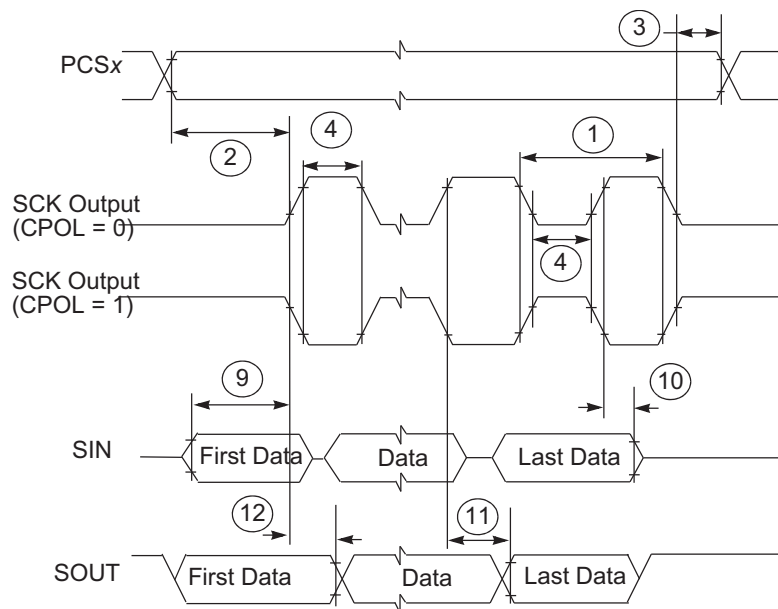 3
PCSx
4
1
2
SCK Output
(CPOL = 0)
4
SCK Output
(CPOL = 1)
9
10
SIN
First Data
Data
Last Data
12
11
SOUT
First Data
Data
Last Data